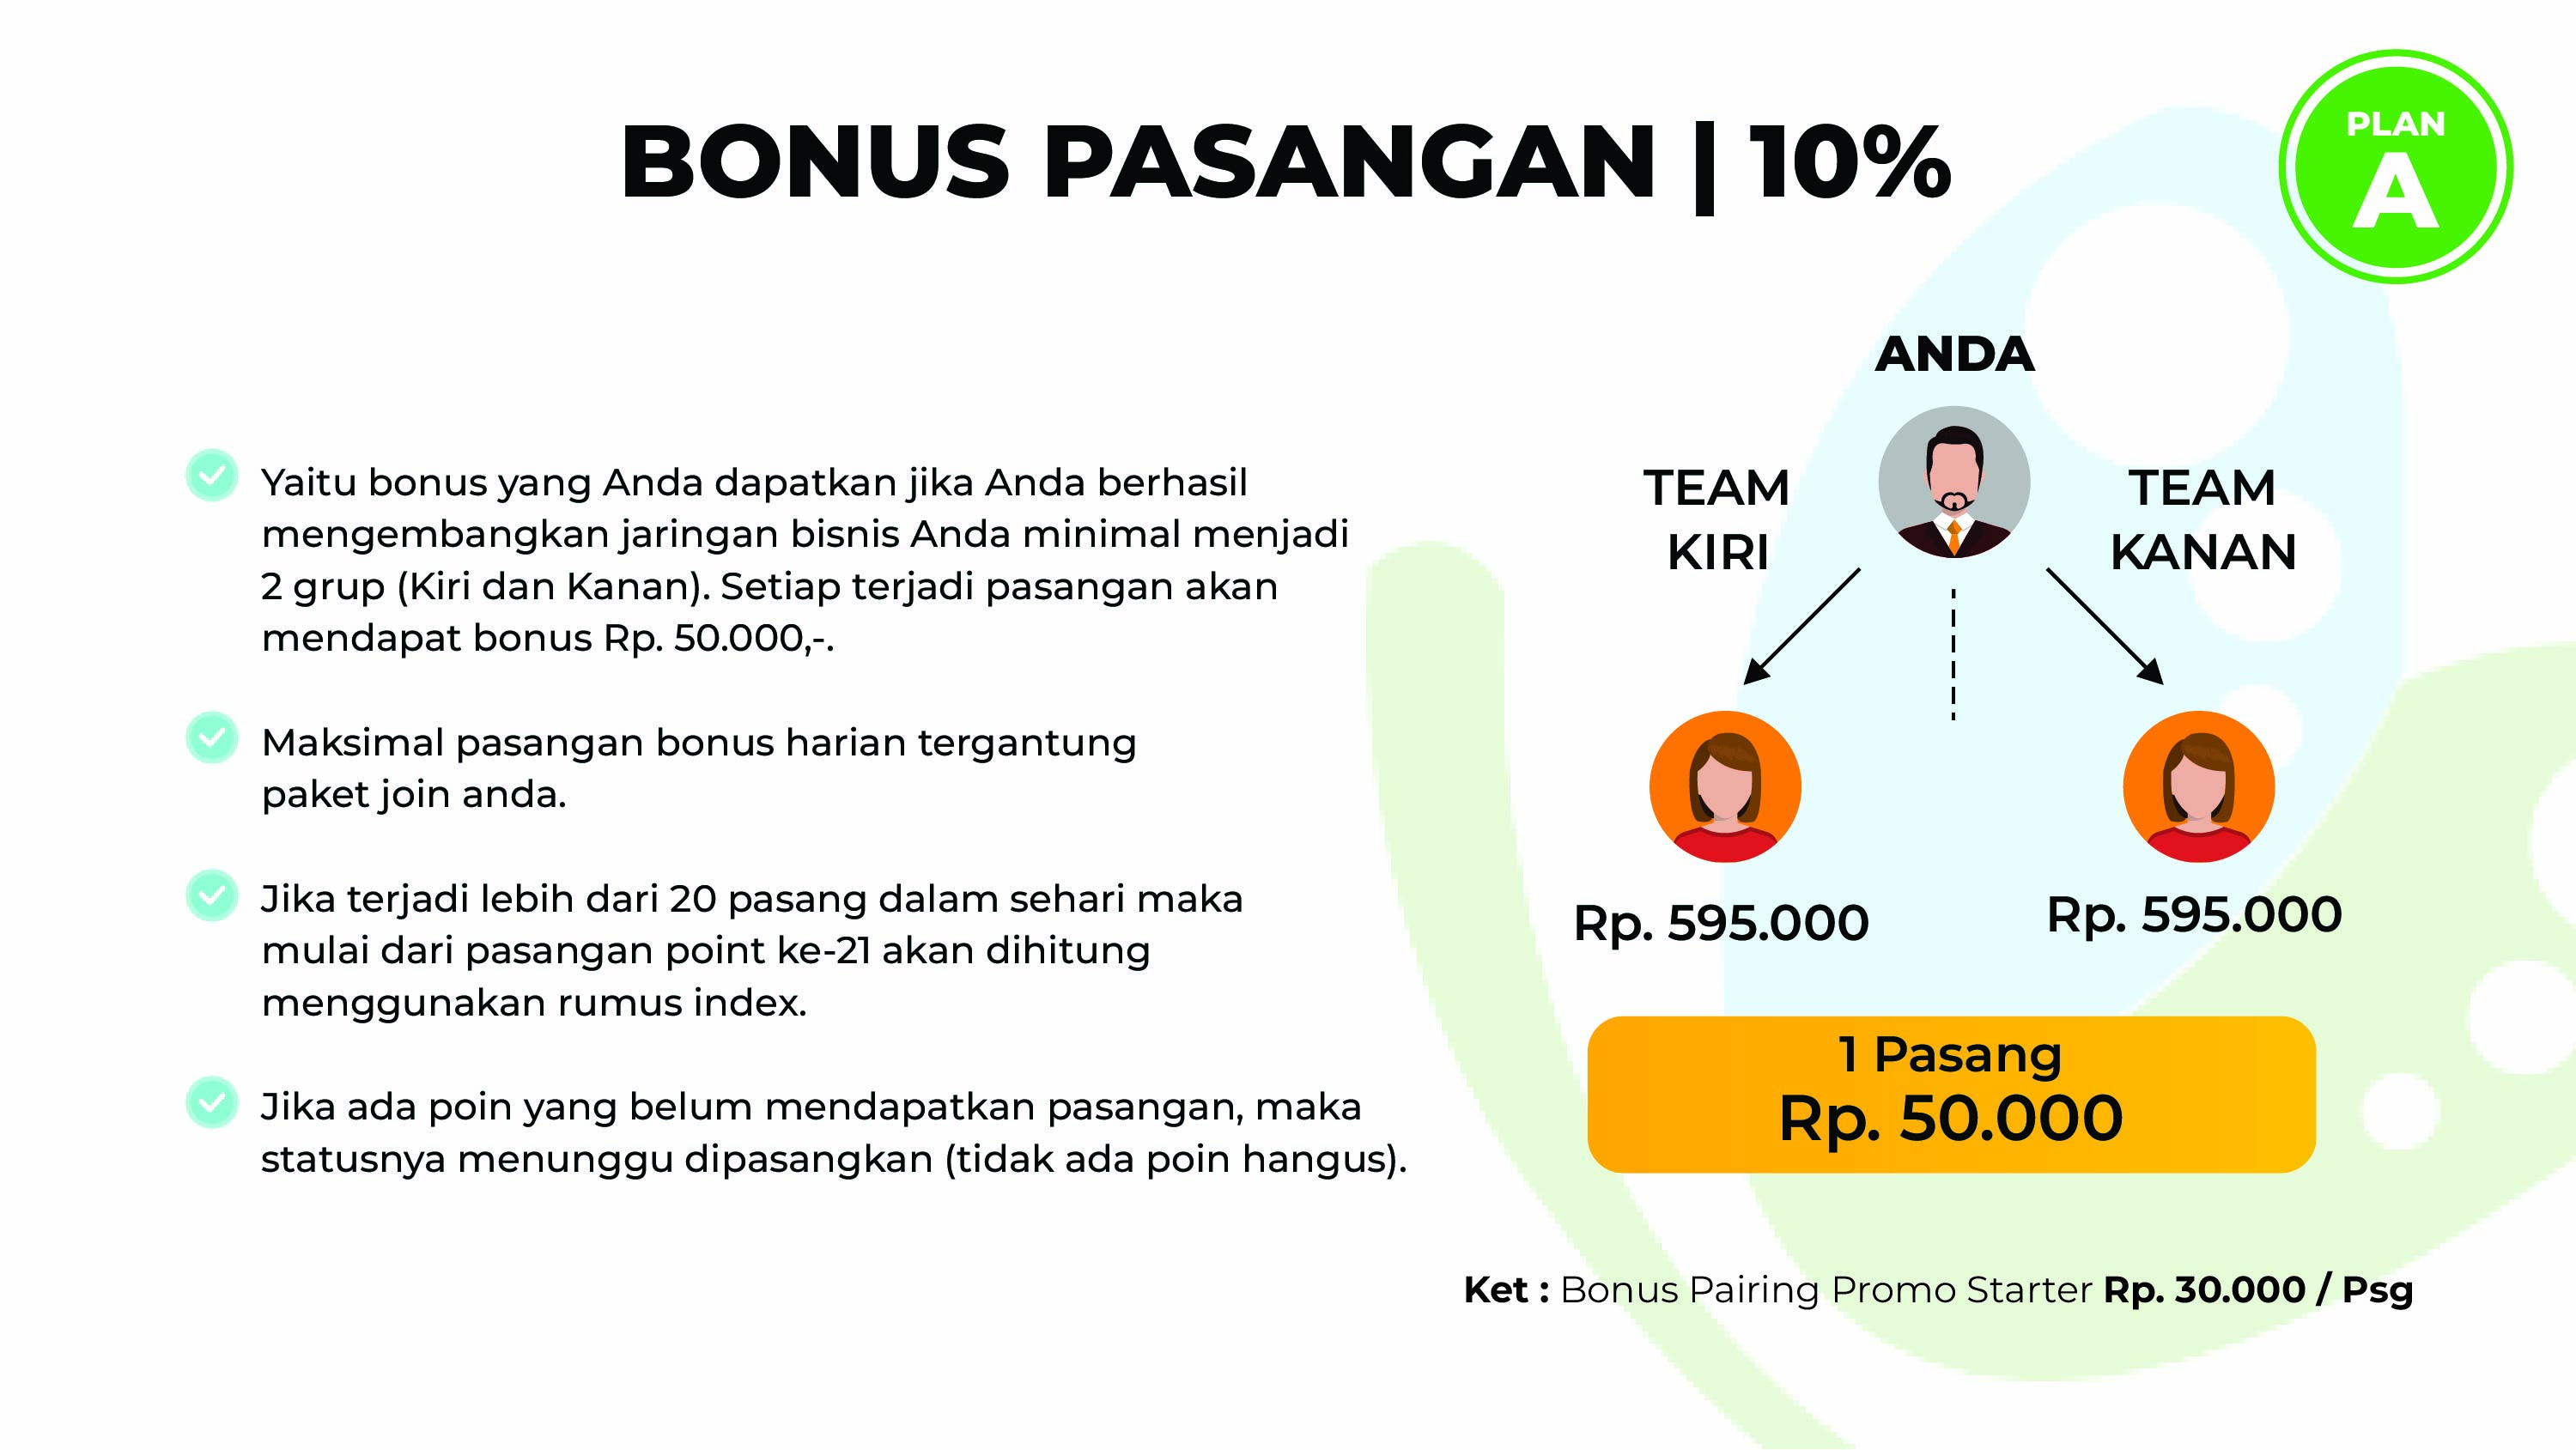 BONUS PASANGAN | 10%
PLAN
A
Yaitu bonus yang Anda dapatkan jika Anda berhasil
mengembangkan jaringan bisnis Anda minimal menjadi
2 grup (Kiri dan Kanan). Setiap terjadi pasangan akan
mendapat bonus Rp. 50.000,-.
Maksimal pasangan bonus harian tergantung
paket join anda.
Jika terjadi lebih dari 20 pasang dalam sehari maka
mulai dari pasangan point ke-21 akan dihitung
menggunakan rumus index.
Jika ada poin yang belum mendapatkan pasangan, maka
statusnya menunggu dipasangkan (tidak ada poin hangus).
ANDA
TEAM
KIRI
TEAM
KANAN
Rp. 595.000
Rp. 595.000
1 Pasang
Rp. 50.000
Ket : Bonus Pairing Promo Starter Rp. 30.000 / Psg